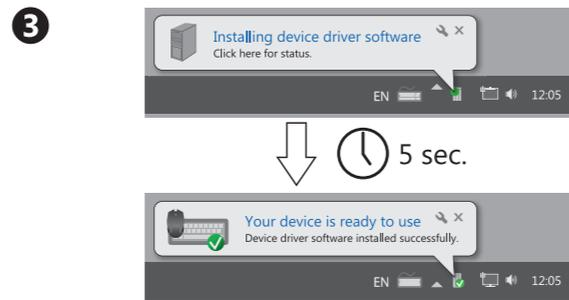 3
Installing device driver software
Click here for status.
EN 12:05
5 sec.
Your device is ready to use
Device driver software installed successfully.
EN 12:05